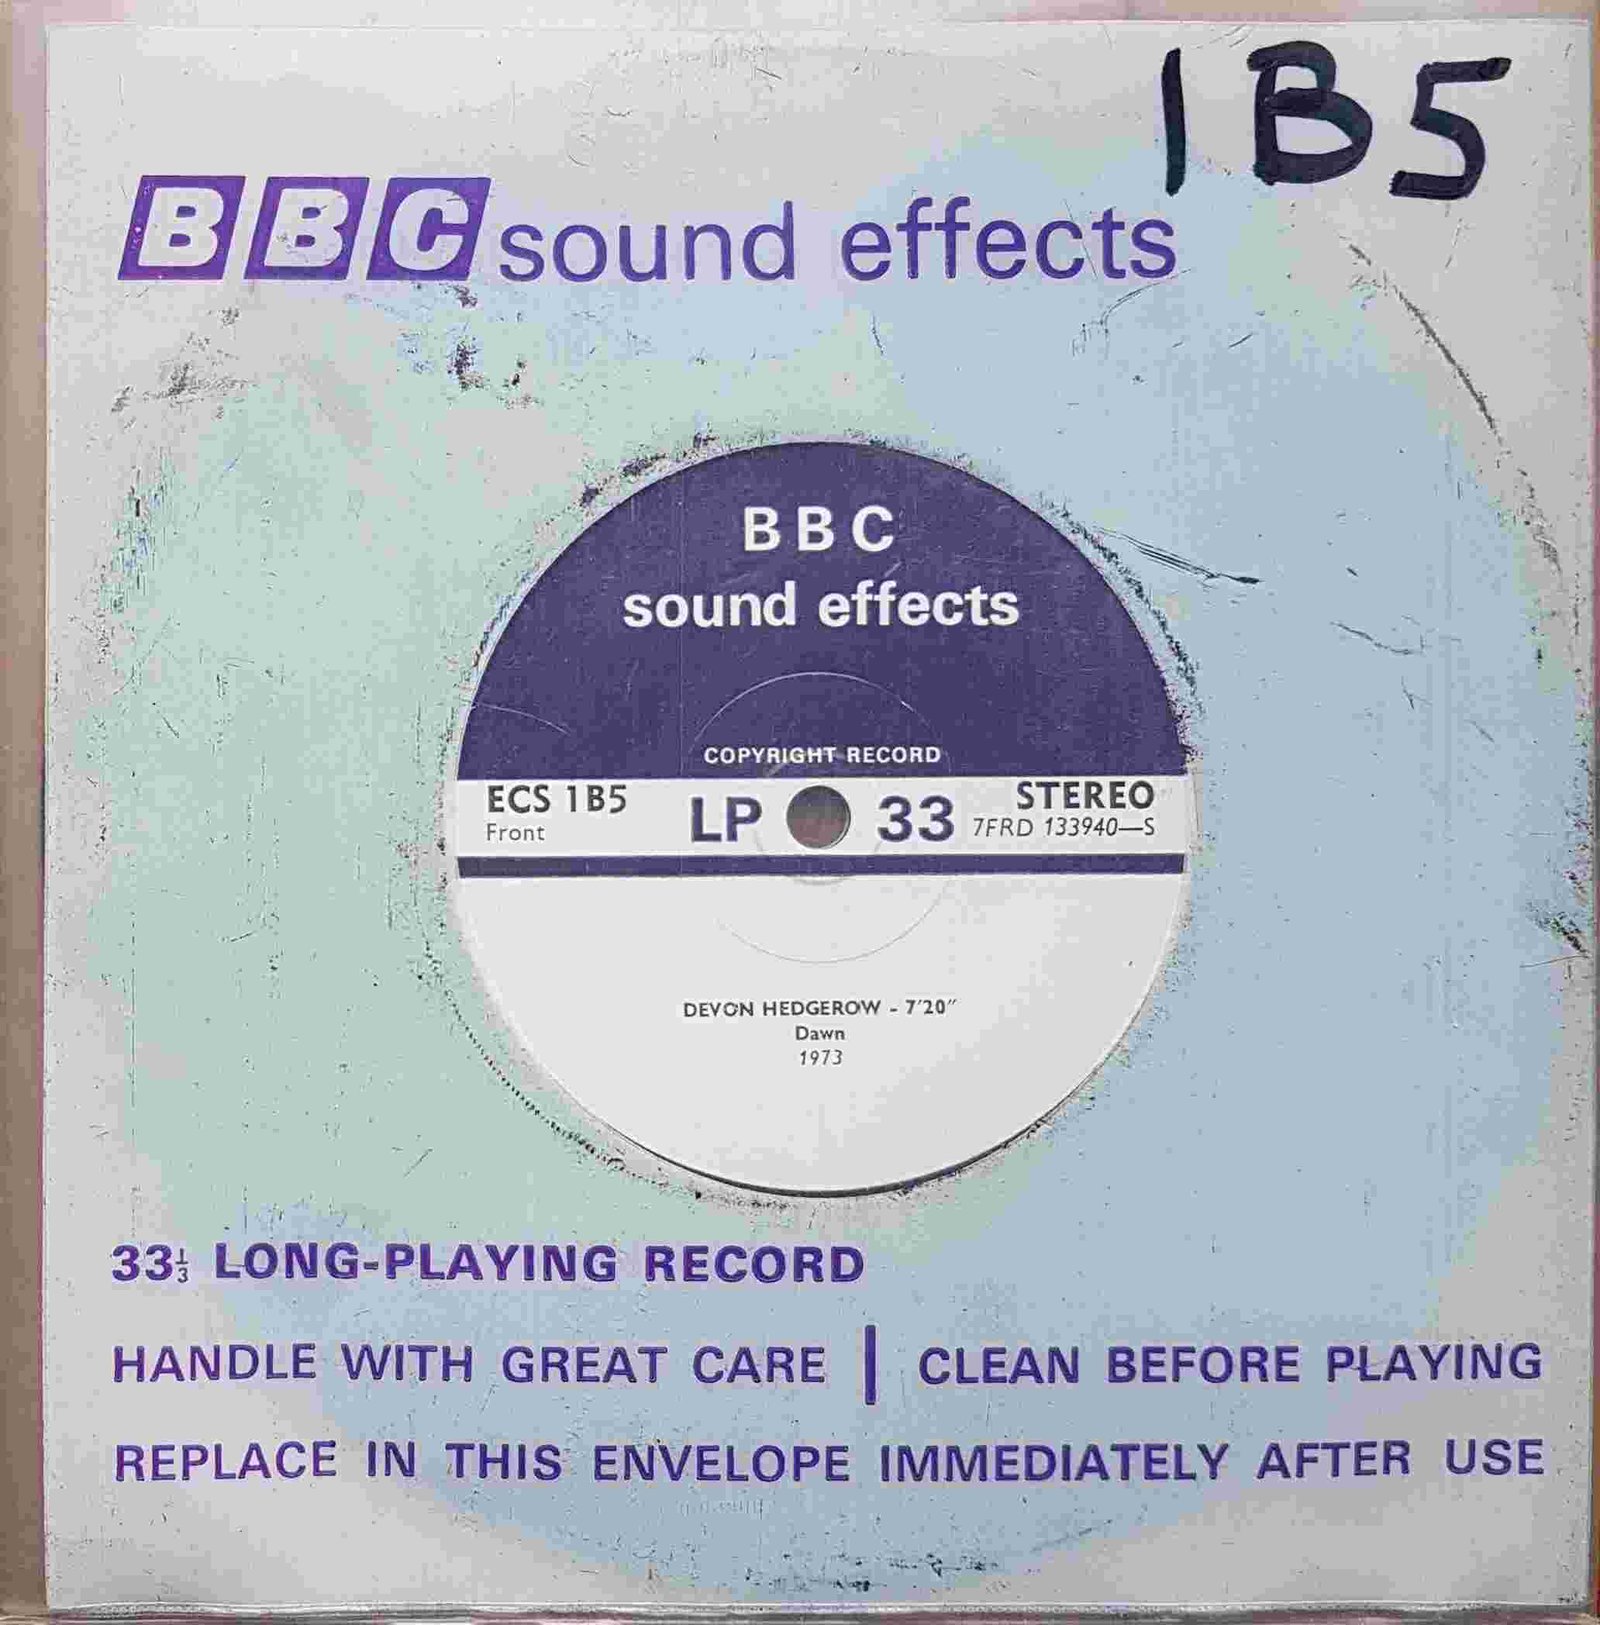 1B5
BBC sound effects
BBC
sound effects
COPYRIGHT RECORD
ECS 1B5 LP 33 STEREO
Front 7FRD 133940—S
DEVON HEDGEROW - 7'20"
Dawn
1973
33⅓ LONG-PLAYING RECORD
HANDLE WITH GREAT CARE | CLEAN BEFORE PLAYING
REPLACE IN THIS ENVELOPE IMMEDIATELY AFTER USE